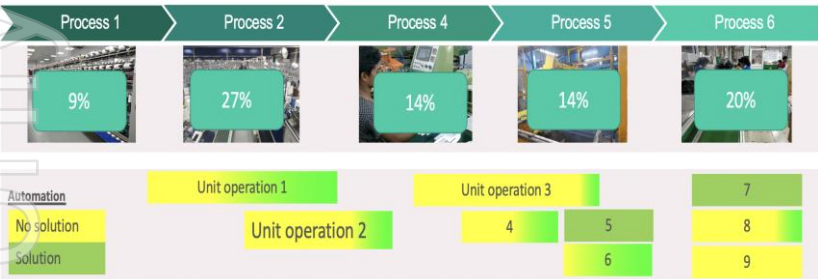 Process 1
Process 2
Process 4
Process 5
Process 6
9%
27%
14%
14%
20%
Automation
No solution
Solution
Unit operation 1
Unit operation 2
Unit operation 3
4
5
6
7
8
9